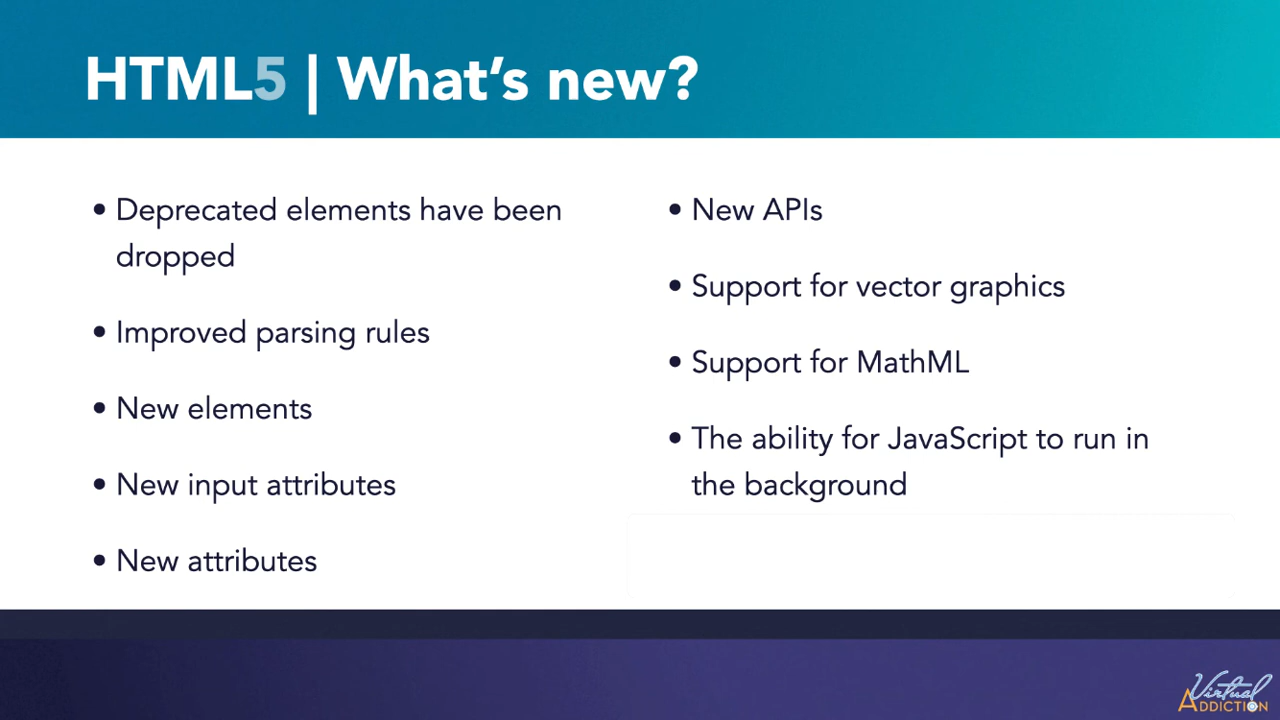 HTML5 | What's new?
• Deprecated elements have been
dropped
• Improved parsing rules
• New elements
• New input attributes
• New attributes
• New APIs
• Support for vector graphics
• Support for MathML
• The ability for JavaScript to run in
the background
Virtual
ADDICTION